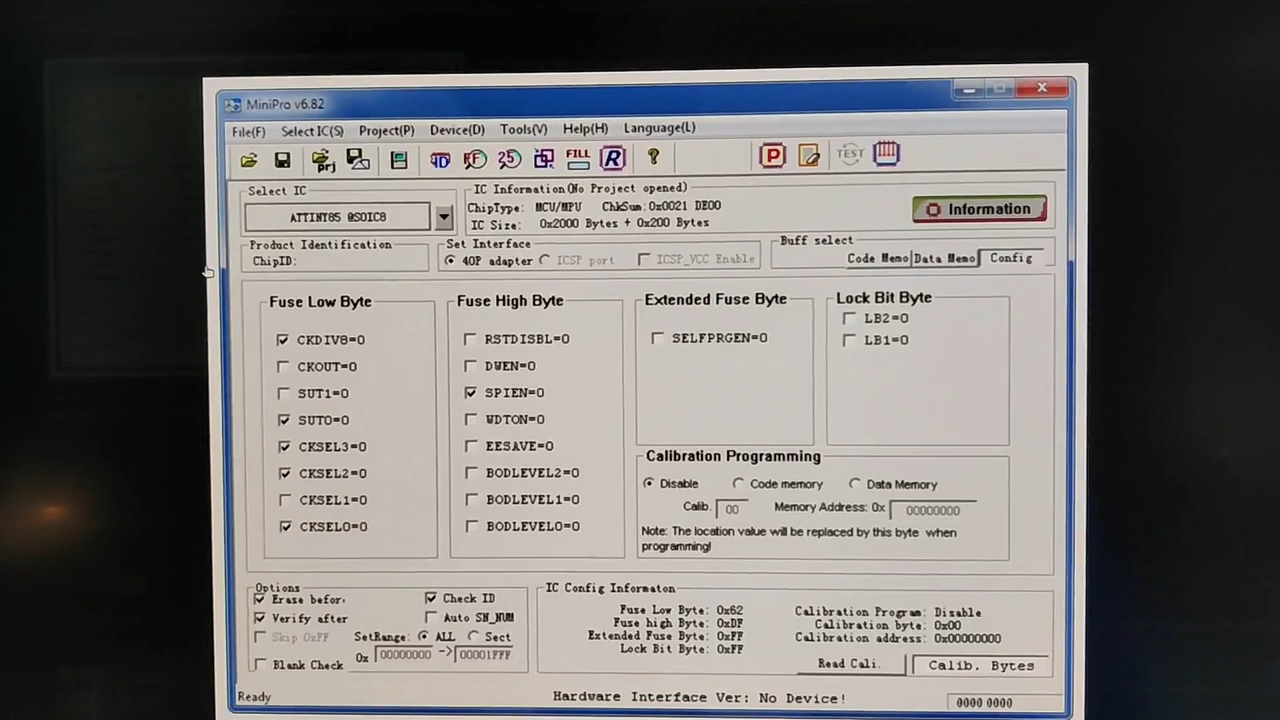 MiniPro v6.82
File(F) Select IC(S) Project(P) Device(D) Tools(V) Help(H) Language(L)
prj FILL R ? P TEST
Select IC
ATTINY85 @SOIC8
IC Information(No Project opened)
ChipType: MCU/MPU ChkSum:0x0021 DE00
IC Size: 0x2000 Bytes + 0x200 Bytes
Information
Product Identification
ChipID:
Set Interface
40P adapter ICSP port ICSP_VCC Enable
Buff select
Code Memo Data Memo Config
Fuse Low Byte
CKDIV8=0
CKOUT=0
SUT1=0
SUT0=0
CKSEL3=0
CKSEL2=0
CKSEL1=0
CKSEL0=0
Fuse High Byte
RSTDISBL=0
DWEN=0
SPIEN=0
WDTON=0
EESAVE=0
BODLEVEL2=0
BODLEVEL1=0
BODLEVEL0=0
Extended Fuse Byte
SELFPRGEN=0
Lock Bit Byte
LB2=0
LB1=0
Calibration Programming
Disable Code memory Data Memory
Calib. 00 Memory Address: 0x 00000000
Note: The location value will be replaced by this byte when
programming!
Options
Erase befor. Check ID
Verify after Auto SN_NUM
Skip 0xFF SetRange: ALL Sect
Blank Check 0x 00000000 -> 00001FFF
IC Config Informaton
Fuse Low Byte: 0x62
Fuse high Byte: 0xDF
Extended Fuse Byte: 0xFF
Lock Bit Byte: 0xFF
Calibration Program: Disable
Calibration byte: 0x00
Calibration address: 0x00000000
Read Cali. Calib. Bytes
Ready Hardware Interface Ver: No Device! 0000 0000